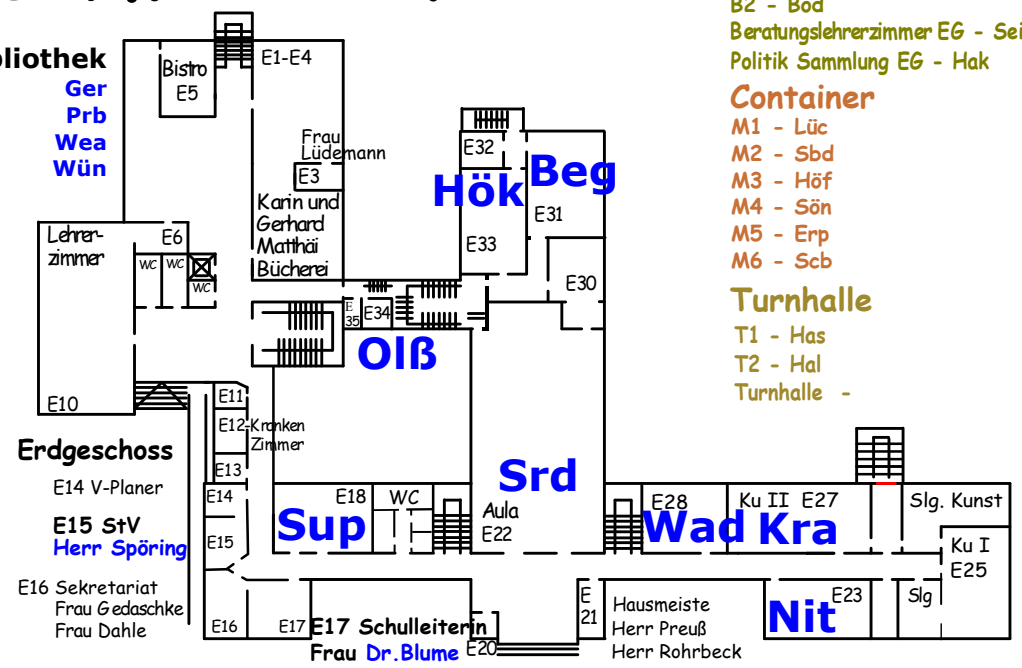 B2 - Bod
Beratungslehrerzimmer EG - Sei
Politik Sammlung EG - Hak
Container
M1 - Lüc
M2 - Sbd
M3 - Höf
M4 - Sön
M5 - Erp
M6 - Scb
Turnhalle
T1 - Has
T2 - Hal
Turnhalle -
bliothek
Ger
Prb
Wea
Wün
Bistro
E5
E1-E4
Frau
Lüdemann
E3
Karin und
Gerhard
Matthäi
Bücherei
E32
Hök
Beg
E31
E33
E30
Lehrer-
zimmer
E6
WC
WC
WC
E
35
E34
Olß
E10
E11
E12-Kranken
Zimmer
E13
E14
E15
E16
E17
Erdgeschoss
E14 V-Planer
E15 StV
Herr Spöring
E16 Sekretariat
Frau Gedaschke
Frau Dahle
E18
WC
Sup
Srd
Aula
E22
E28
Wad
Ku II E27
Kra
Slg. Kunst
Ku I
E25
E23
Slg
Nit
E
21
Hausmeiste
Herr Preuß
Herr Rohrbeck
E17 Schulleiterin
Frau Dr.Blume
E20